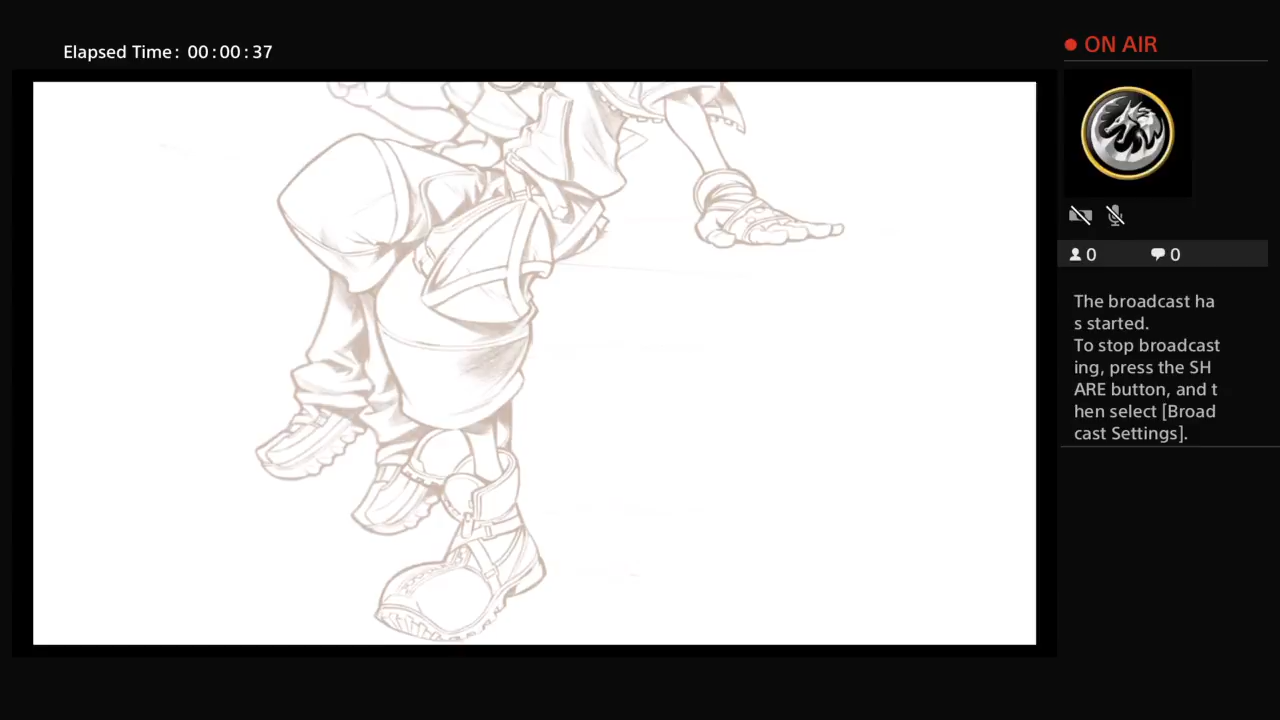 Elapsed Time: 00:00:37
ON AIR
0 0
The broadcast ha
s started.
To stop broadcast
ing, press the SH
ARE button, and t
hen select [Broad
cast Settings].